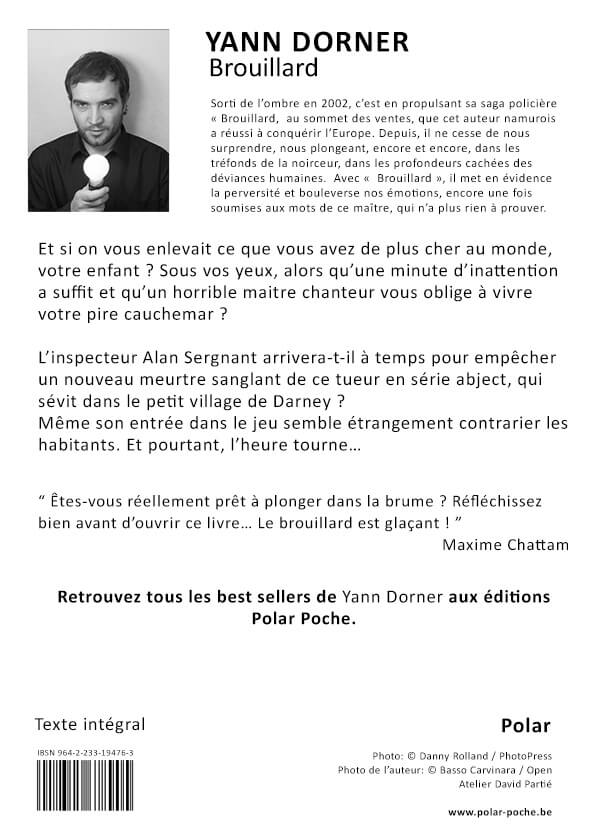 YANN DORNER
Brouillard
Sorti de l’ombre en 2002, c’est en propulsant sa saga policière
« Brouillard,  au sommet des ventes, que cet auteur namurois
a réussi à conquérir l’Europe. Depuis, il ne cesse de nous
surprendre, nous plongeant, encore et encore, dans les
tréfonds de la noirceur, dans les profondeurs cachées des
déviances humaines.  Avec «  Brouillard », il met en évidence
la perversité et bouleverse nos émotions, encore une fois
soumises aux mots de ce maître, qui n’a plus rien à prouver.
Et si on vous enlevait ce que vous avez de plus cher au monde,
votre enfant ? Sous vos yeux, alors qu’une minute d’inattention
a suffit et qu’un horrible maitre chanteur vous oblige à vivre
votre pire cauchemar ?
L’inspecteur Alan Sergnant arrivera-t-il à temps pour empêcher
un nouveau meurtre sanglant de ce tueur en série abject, qui
sévit dans le petit village de Darney ?
Même son entrée dans le jeu semble étrangement contrarier les
habitants. Et pourtant, l’heure tourne…
“ Êtes-vous réellement prêt à plonger dans la brume ? Réfléchissez
bien avant d’ouvrir ce livre… Le brouillard est glaçant ! ”
Maxime Chattam
Retrouvez tous les best sellers de Yann Dorner aux éditions
Polar Poche.
Texte intégral
Polar
IBSN 964-2-233-19476-3
Photo: © Danny Rolland / PhotoPress
Photo de l’auteur: © Basso Carvinara / Open
Atelier David Partié
www.polar-poche.be